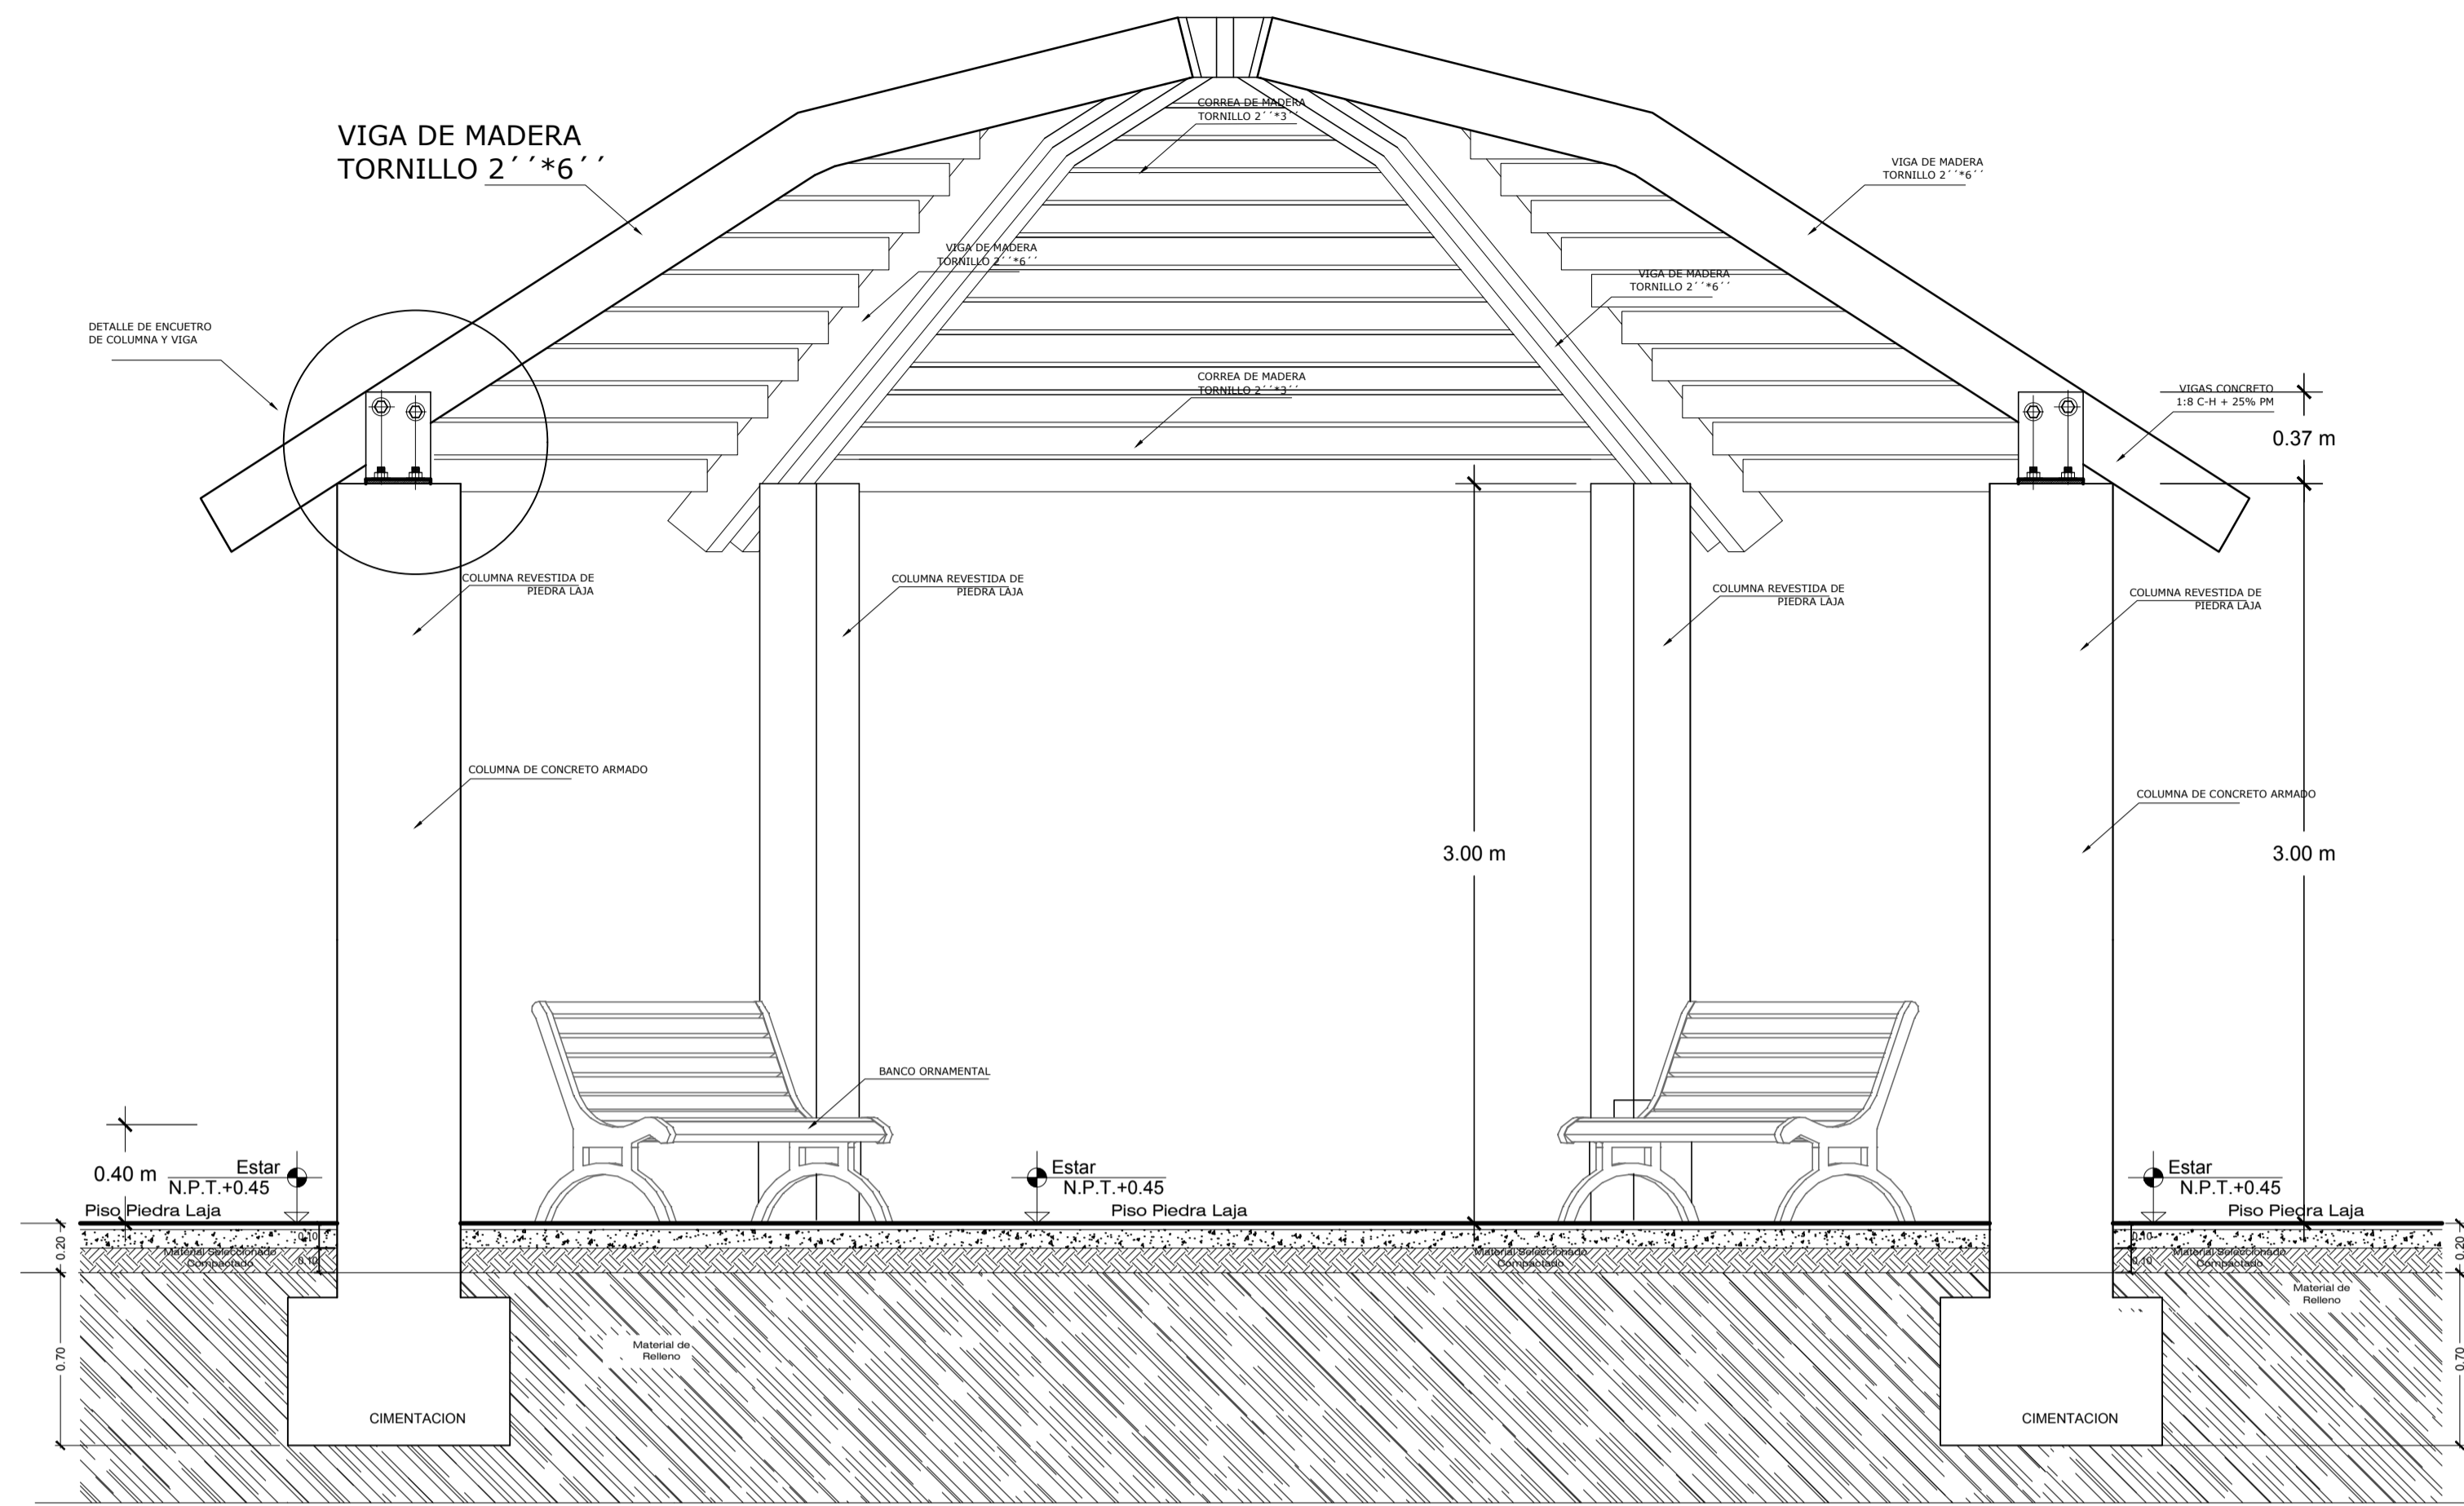 CORREA DE MADERA
TORNILLO 2´´*3´´
VIGA DE MADERA
TORNILLO 2´´*6´´
VIGA DE MADERA
TORNILLO 2´´*6´´
VIGA DE MADERA
TORNILLO 2´´*6´´
VIGA DE MADERA
TORNILLO 2´´*6´´
DETALLE DE ENCUETRO
DE COLUMNA Y VIGA
CORREA DE MADERA
TORNILLO 2´´*3´´
VIGAS CONCRETO
1:8 C-H + 25% PM
0.37 m
COLUMNA REVESTIDA DE
PIEDRA LAJA
COLUMNA REVESTIDA DE
PIEDRA LAJA
COLUMNA REVESTIDA DE
PIEDRA LAJA
COLUMNA REVESTIDA DE
PIEDRA LAJA
COLUMNA DE CONCRETO ARMADO
COLUMNA DE CONCRETO ARMADO
3.00 m
3.00 m
BANCO ORNAMENTAL
0.40 m
Estar
N.P.T.+0.45
Estar
N.P.T.+0.45
Estar
N.P.T.+0.45
Piso Piedra Laja
Piso Piedra Laja
Piso Piedra Laja
0.20
0.10
0.10
Material Seleccionado
Compactado
Material Seleccionado
Compactado
0.10
0.10
Material Seleccionado
Compactado
0.20
Material de
Relleno
Material de
Relleno
0.70
0.70
CIMENTACION
CIMENTACION